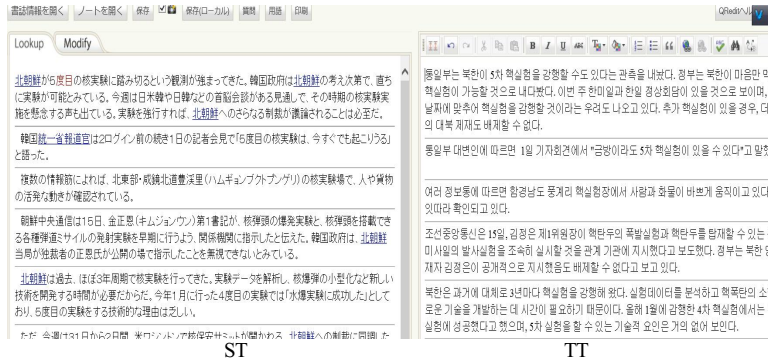 書誌情報を開く ノートを開く 保存 保存(ローカル) 質問 用語 印刷
QReditヘル
Lookup Modify
北朝鮮が5度目の核実験に踏み切るという観測が強まってきた。韓国政府は北朝鮮の考え次第で、直ち
に実験が可能とみている。今週は日米韓や日韓などの首脳会談がある見通しで、その時期の核実験実
施を懸念する声も出ている。実験を強行すれば、北朝鮮へのさらなる制裁が議論されることは必至だ。
韓国統一省報道官は2ログイン前の続き1日の記者会見で「5度目の核実験は、今すぐでも起こりうる」
と語った。
複数の情報筋によれば、北東部・咸鏡北道豊渓里(ハムギョンブクトプンゲリ)の核実験場で、人や貨物
の活発な動きが確認されている。
朝鮮中央通信は15日、金正恩(キムジョンウン)第1書記が、核弾頭の爆発実験と、核弾頭を搭載でき
る各種弾道ミサイルの発射実験を早期に行うよう、関係機関に指示したと伝えた。韓国政府は、北朝鮮
当局が独裁者の正恩氏が公開の場で指示したことを無視できないとみている。
北朝鮮は過去、ほぼ3年周期で核実験を行ってきた。実験データを解析し、核爆弾の小型化など新しい
技術を開発する時間が必要だからだ。今年1月に行った4度目の実験では「水爆実験に成功した」として
おり、5度目の実験をする技術的な理由は乏しい。
ただ、今週は31日から2日間、米ワシントンで核保安サミットが開かれる。北朝鮮への制裁に同調した
통일부는 북한이 5차 핵실험을 강행할 수도 있다는 관측을 내놨다. 정부는 북한이 마음만 먹
핵실험이 가능할 것으로 내다봤다. 이번 주 한미일과 한일 정상회담이 있을 것으로 보이며,
날짜에 맞추어 핵실험을 강행할 것이라는 우려도 나오고 있다. 추가 핵실험이 있을 경우,
의 대북 제재도 배제할 수 없다.
통일부 대변인에 따르면 1일 기자회견에서 "금방이라도 5차 핵실험이 있을 수 있다"고 말했
여러 정보통에 따르면 함경남도 풍계리 핵실험장에서 사람과 화물이 바쁘게 움직이고 있다
잇따라 확인되고 있다.
조선중앙통신은 15일, 김정은 제1위원장이 핵탄두의 폭발실험과 핵탄두를 탑재할 수 있는
미사일의 발사실험을 조속히 실시할 것을 관계 기관에 지시했다고 보도했다. 정부는 북한
재자 김정은이 공개적으로 지시했음도 배제할 수 없다고 보고 있다.
북한은 과거에 대체로 3년마다 핵실험을 강행해 왔다. 실험데이터를 분석하고 핵폭탄의 소
로운 기술을 개발하는 데 시간이 필요하기 때문이다. 올해 1월에 감행한 4차 핵실험에서는
실험에 성공했다고 했으며, 5차 실험을 할 수 있는 기술적 요인은 거의 없어 보인다.
ST TT